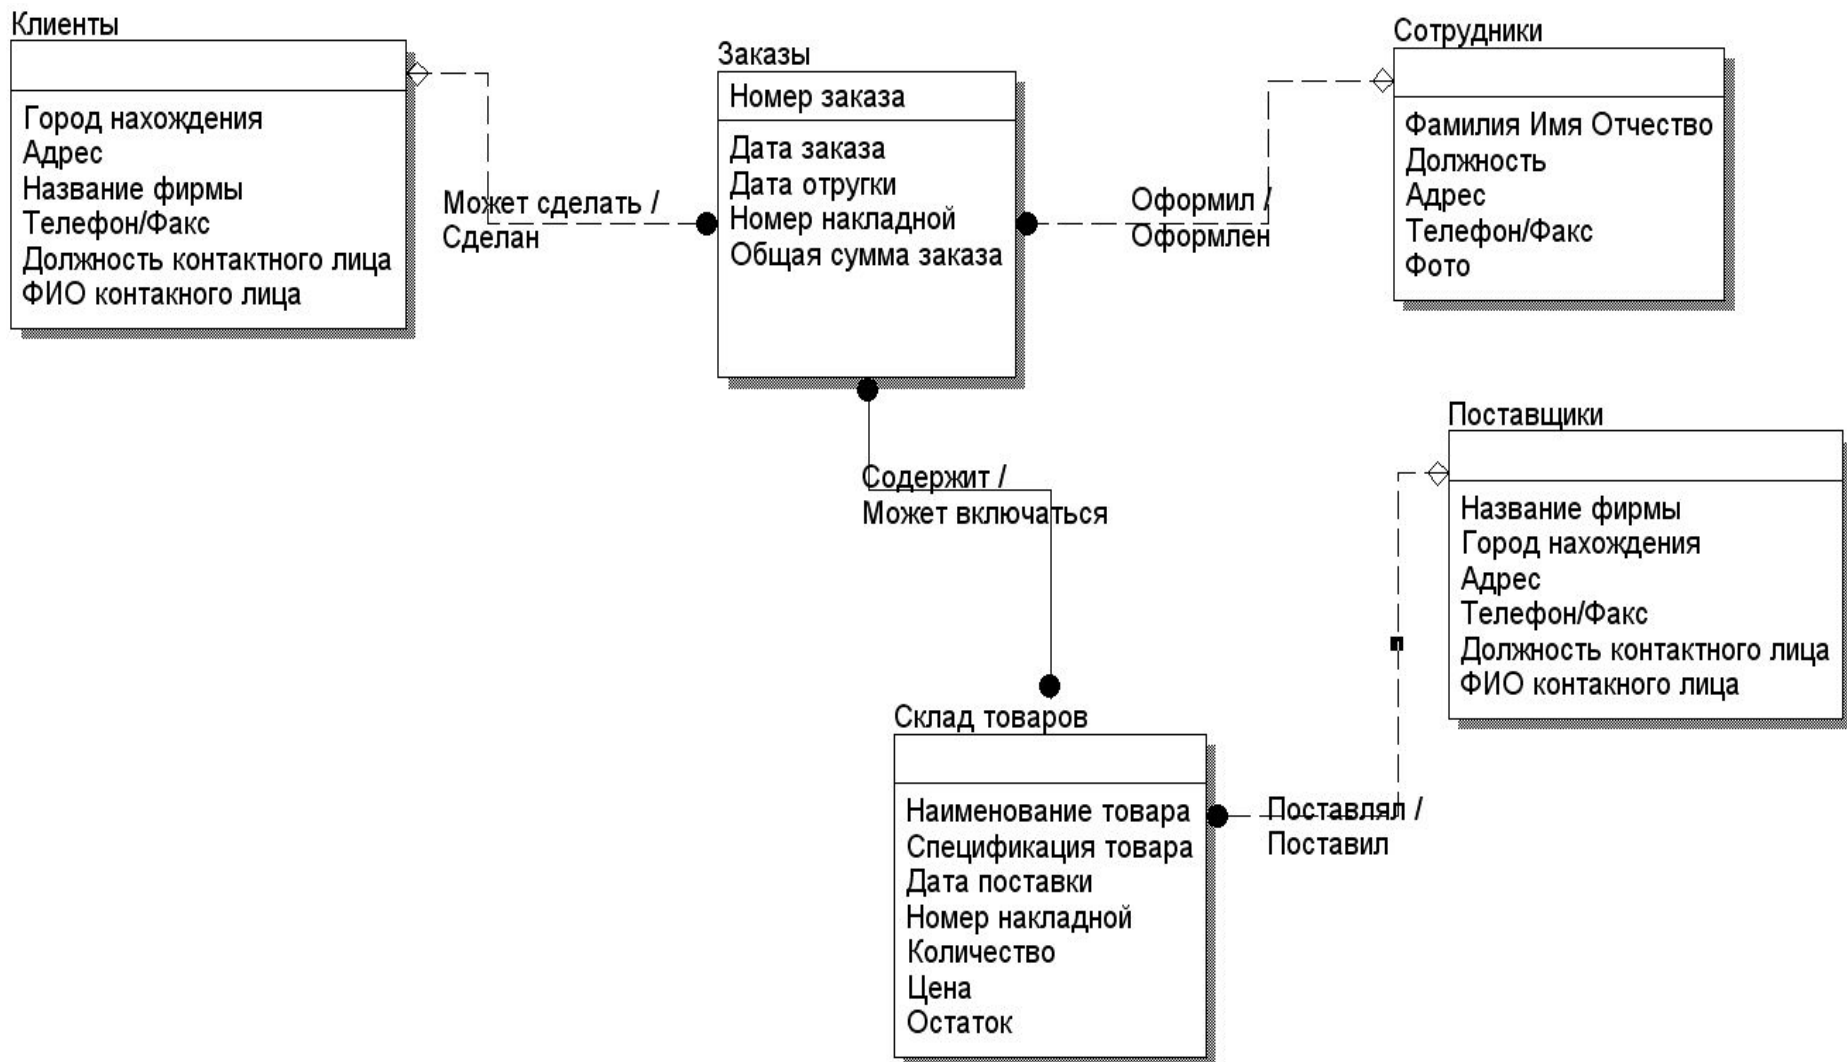 Клиенты
Город нахождения
Адрес
Название фирмы
Телефон/Факс
Должность контактного лица
ФИО контакного лица
Может сделать /
Сделан
Заказы
Номер заказа
Дата заказа
Дата отругки
Номер накладной
Общая сумма заказа
Оформил /
Оформлен
Сотрудники
Фамилия Имя Отчество
Должность
Адрес
Телефон/Факс
Фото
Содержит /
Может включаться
Поставщики
Название фирмы
Город нахождения
Адрес
Телефон/Факс
Должность контактного лица
ФИО контакного лица
Склад товаров
Наименование товара
Спецификация товара
Дата поставки
Номер накладной
Количество
Цена
Остаток
Поставлял /
Поставил